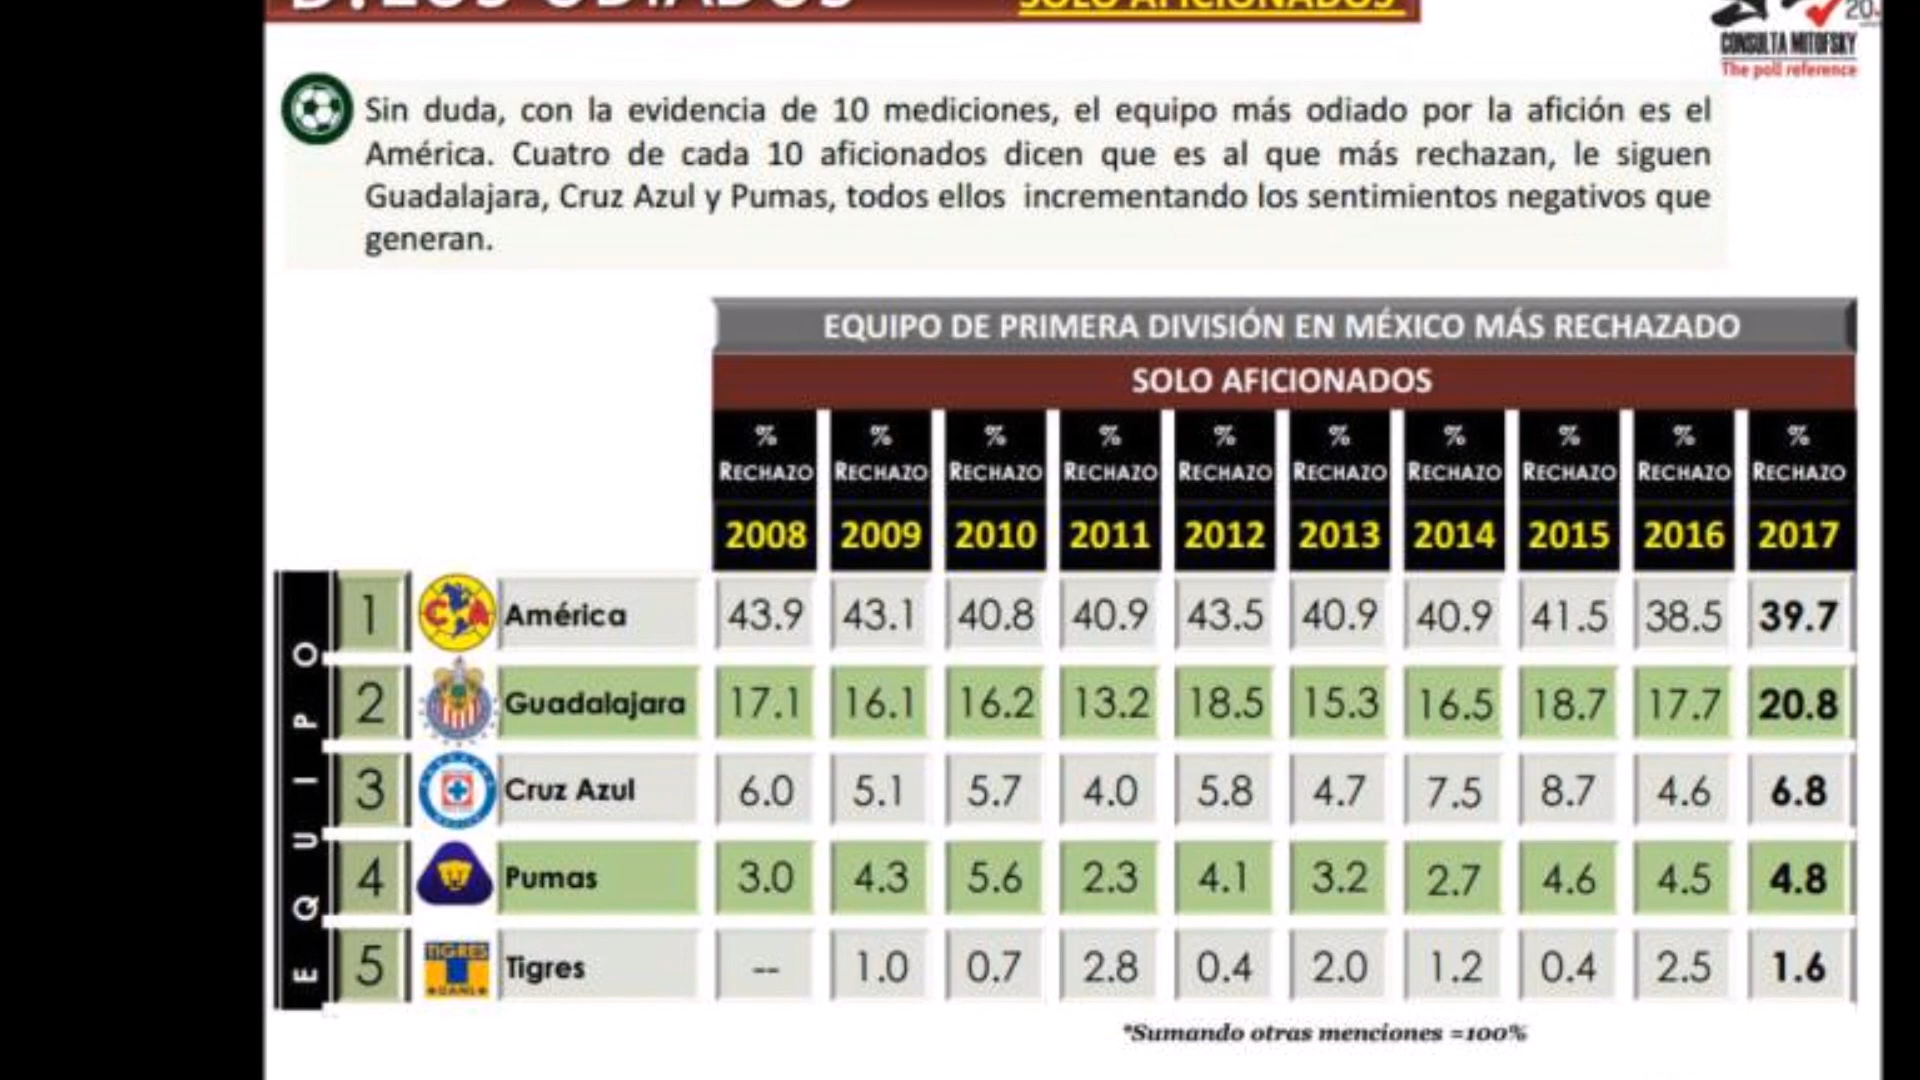 D. LOS ODIADOS SOLO AFICIONADOS
20
CONSULTA MITOFSKY
The poll reference
Sin duda, con la evidencia de 10 mediciones, el equipo más odiado por la afición es el
América. Cuatro de cada 10 aficionados dicen que es al que más rechazan, le siguen
Guadalajara, Cruz Azul y Pumas, todos ellos incrementando los sentimientos negativos que
generan.
EQUIPO DE PRIMERA DIVISIÓN EN MÉXICO MÁS RECHAZADO
SOLO AFICIONADOS
% % % % % % % % % %
RECHAZO RECHAZO RECHAZO RECHAZO RECHAZO RECHAZO RECHAZO RECHAZO RECHAZO RECHAZO
2008 2009 2010 2011 2012 2013 2014 2015 2016 2017
EQUIPO
1 CA América 43.9 43.1 40.8 40.9 43.5 40.9 40.9 41.5 38.5 39.7
2 Guadalajara 17.1 16.1 16.2 13.2 18.5 15.3 16.5 18.7 17.7 20.8
3 Cruz Azul 6.0 5.1 5.7 4.0 5.8 4.7 7.5 8.7 4.6 6.8
4 Pumas 3.0 4.3 5.6 2.3 4.1 3.2 2.7 4.6 4.5 4.8
5 TIGRES UANL Tigres -- 1.0 0.7 2.8 0.4 2.0 1.2 0.4 2.5 1.6
*Sumando otras menciones =100%